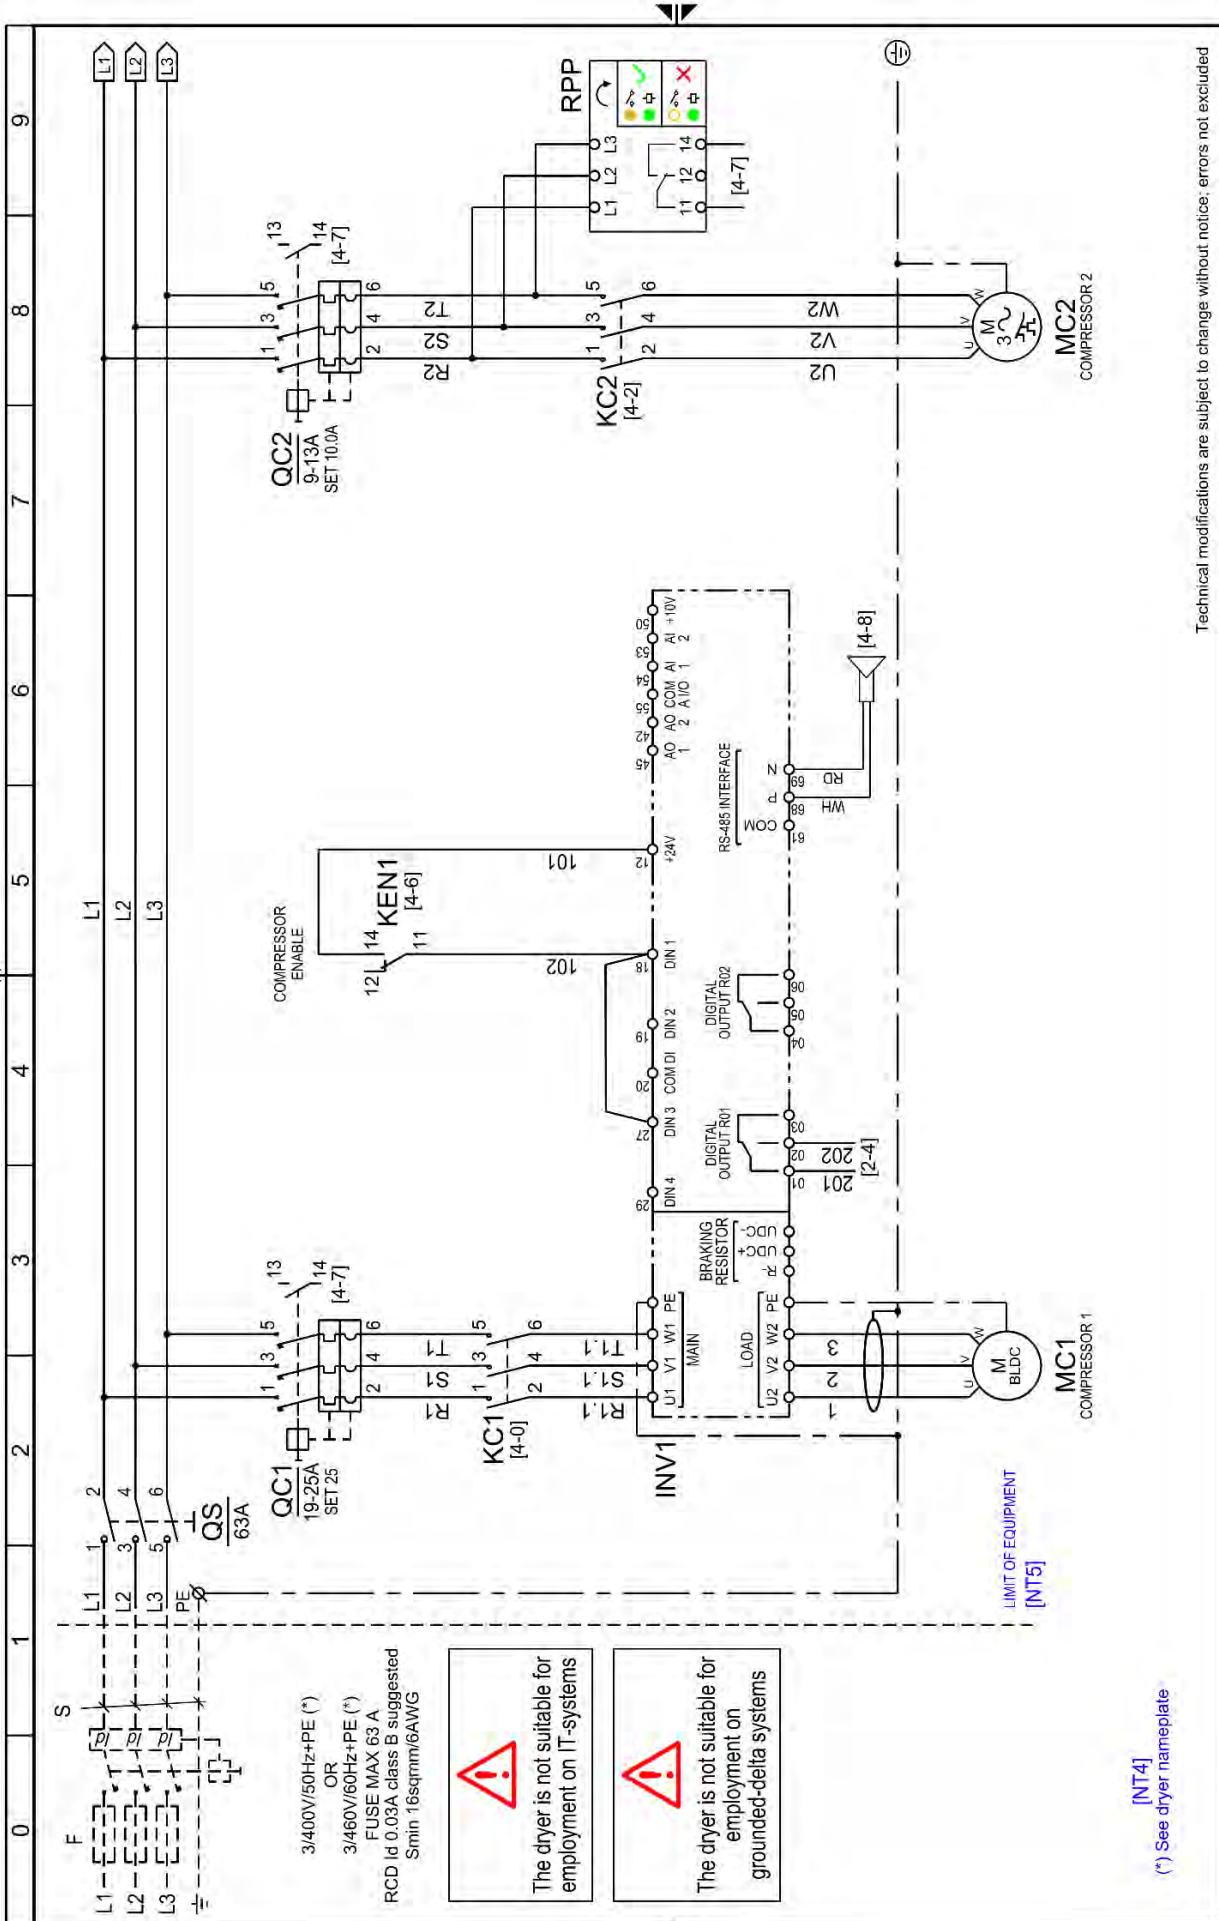 0 1 2 3 4 5 6 7 8 9
L1
L2
L3
F
Id Id Id
S
L1
L2
L3
PE
1 2
3 4
5 6
QS
63A
L1
L2
L3
L1
L2
L3
3/400V/50Hz+PE (*)
OR
3/460V/60Hz+PE (*)
FUSE MAX 63 A
RCD Id 0.03A class B suggested
Smin 16sqmm/6AWG
The dryer is not suitable for
employment on IT-systems
The dryer is not suitable for
employment on
grounded-delta systems
QC1
19-25A
SET 25
1 3 5 13
2 4 6 14
[4-7]
R1 S1 T1
KC1
[4-0]
1 3 5
2 4 6
R1.1 S1.1 T1.1
INV1
U1 V1 W1 PE
MAIN
LOAD
U2 V2 W2 PE
1 2 3
U V W
M
BLDC
MC1
COMPRESSOR 1
BRAKING
RESISTOR
R- UDC+ UDC-
29 27 20 19 18 12
DIN 4 DIN 3 COM DI DIN 2 DIN 1 +24V
DIGITAL
OUTPUT R01
01 02 03
201 202
[2-4]
DIGITAL
OUTPUT R02
04 05 06
COMPRESSOR
ENABLE
12 14
11
KEN1
[4-6]
102 101
45 42 55 54 53 50
AO 1
AO 2
COM A I/O
AI 1
AI 2
+10V
RS-485 INTERFACE
COM P N
61 68 69
WH RD
[4-8]
QC2
9-13A
SET 10.0A
1 3 5 13
2 4 6 14
[4-7]
R2 S2 T2
KC2
[4-2]
1 3 5
2 4 6
U2 V2 W2
U V W
M
3
MC2
COMPRESSOR 2
RPP
L1 L2 L3
11 12 14
[4-7]
LIMIT OF EQUIPMENT
[NT5]
[NT4]
(*) See dryer nameplate
Technical modifications are subject to change without notice; errors not excluded